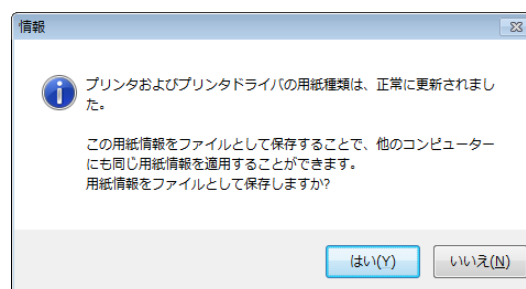 情報
プリンタおよびプリンタドライバの用紙種類は、正常に更新されまし
た。
この用紙情報をファイルとして保存することで、他のコンピューター
にも同じ用紙情報を適用することができます。
用紙情報をファイルとして保存しますか?
はい(Y) いいえ(N)